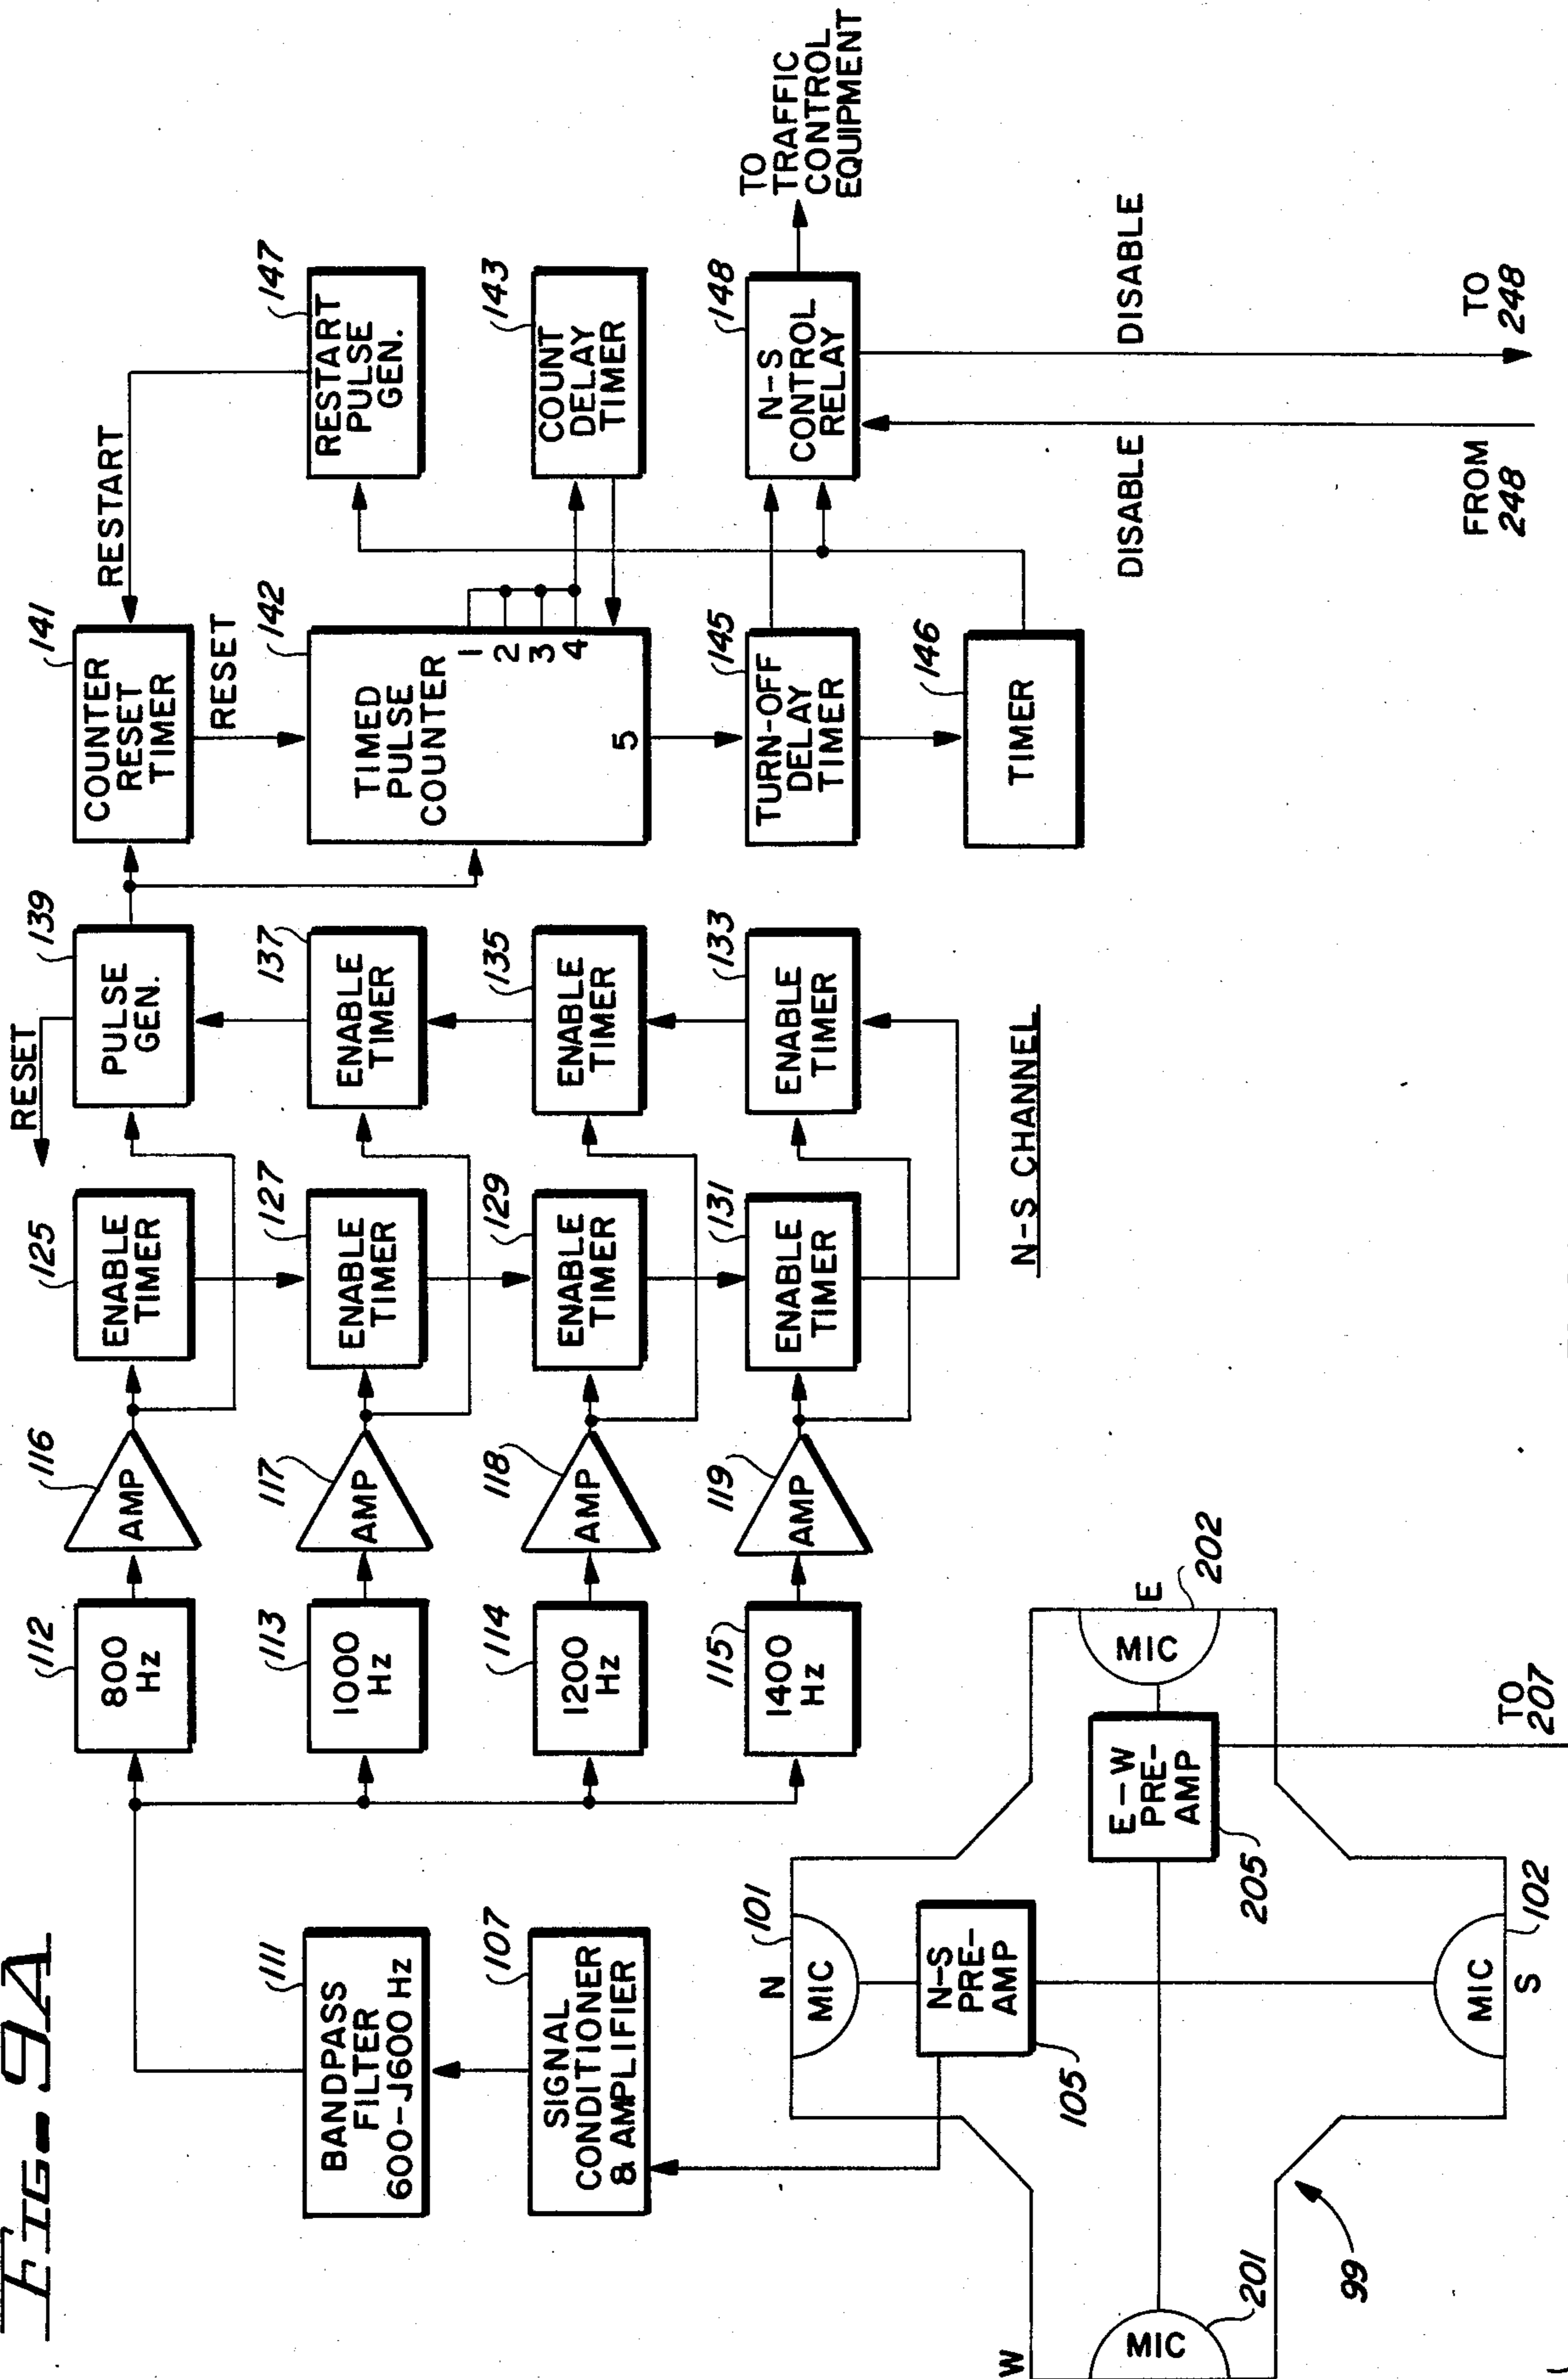 FIG-9A
BANDPASS
FILTER
600-J600 Hz
111
SIGNAL
CONDITIONER
& AMPLIFIER
107
800
Hz
112
1000
Hz
113
1200
Hz
114
1400
Hz
115
AMP
116
AMP
117
AMP
118
AMP
119
ENABLE
TIMER
125
ENABLE
TIMER
127
ENABLE
TIMER
129
ENABLE
TIMER
131
RESET
PULSE
GEN.
139
ENABLE
TIMER
137
ENABLE
TIMER
135
ENABLE
TIMER
133
COUNTER
RESET
TIMER
141
RESTART
RESET
TIMED
PULSE
COUNTER
142
1
2
3
4
5
RESTART
PULSE
GEN.
147
COUNT
DELAY
TIMER
143
TURN-OFF
DELAY
TIMER
145
TIMER
146
N-S
CONTROL
RELAY
148
TO
TRAFFIC
CONTROL
EQUIPMENT
DISABLE
DISABLE
FROM
248
TO
248
N-S CHANNEL
N
MIC
101
N-S
PRE-
AMP
105
W
MIC
201
E-W
PRE-
AMP
205
MIC
E
202
MIC
S
102
99
TO
207